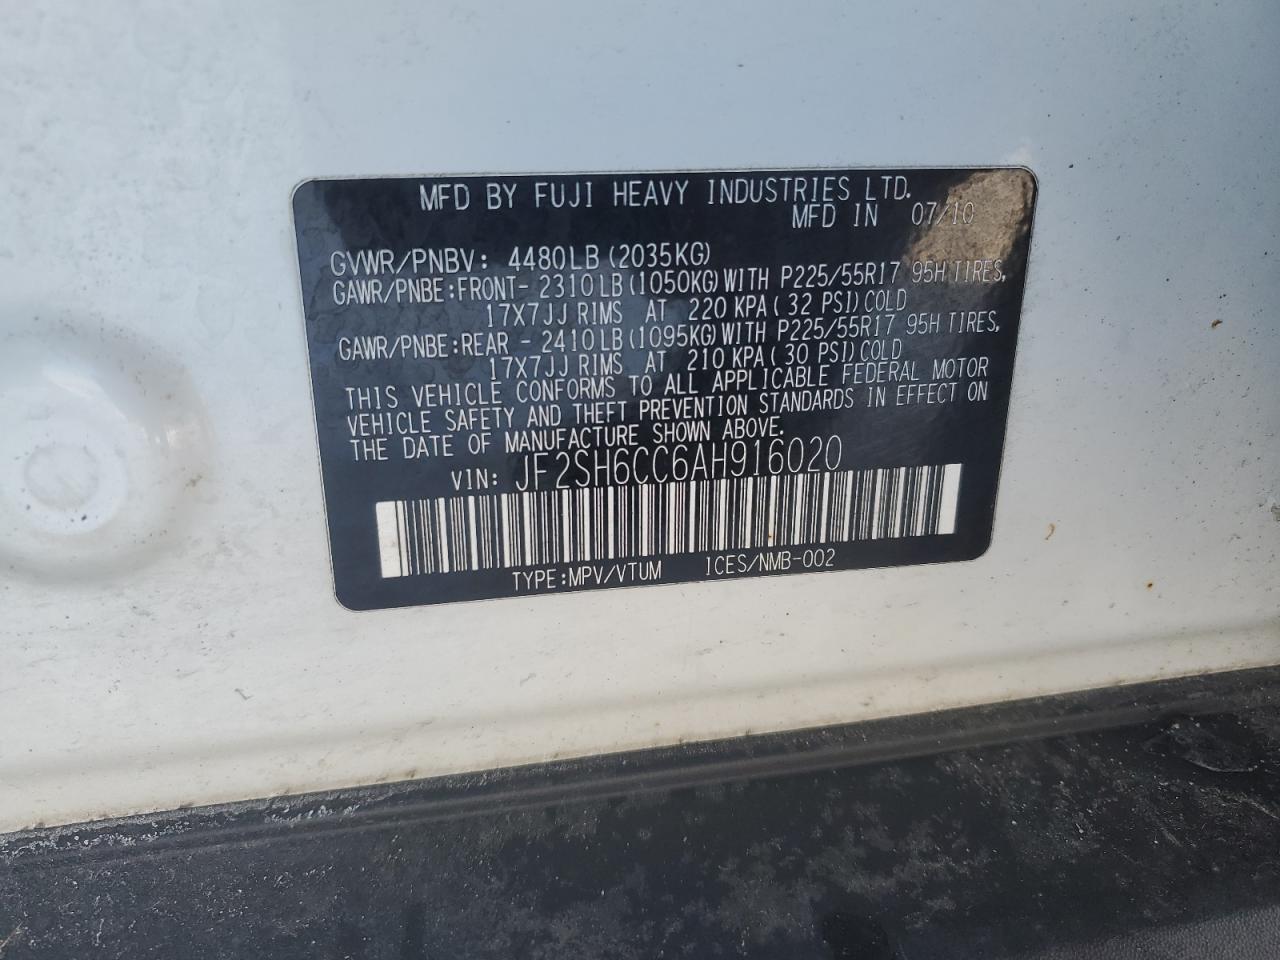 MFD BY FUJI HEAVY INDUSTRIES LTD.
MFD IN 07/10
GVWR/PNBV: 4480LB (2035KG)
GAWR/PNBE:FRONT- 2310LB (1050KG) WITH P225/55R17 95H TIRES,
17X7JJ RIMS AT 220 KPA ( 32 PSI) COLD
GAWR/PNBE:REAR - 2410LB (1095KG) WITH P225/55R17 95H TIRES,
17X7JJ RIMS AT 210 KPA ( 30 PSI) COLD
THIS VEHICLE CONFORMS TO ALL APPLICABLE FEDERAL MOTOR
VEHICLE SAFETY AND THEFT PREVENTION STANDARDS IN EFFECT ON
THE DATE OF MANUFACTURE SHOWN ABOVE.
VIN: JF2SH6CC6AH916020
TYPE:MPV/VTUM ICES/NMB-002